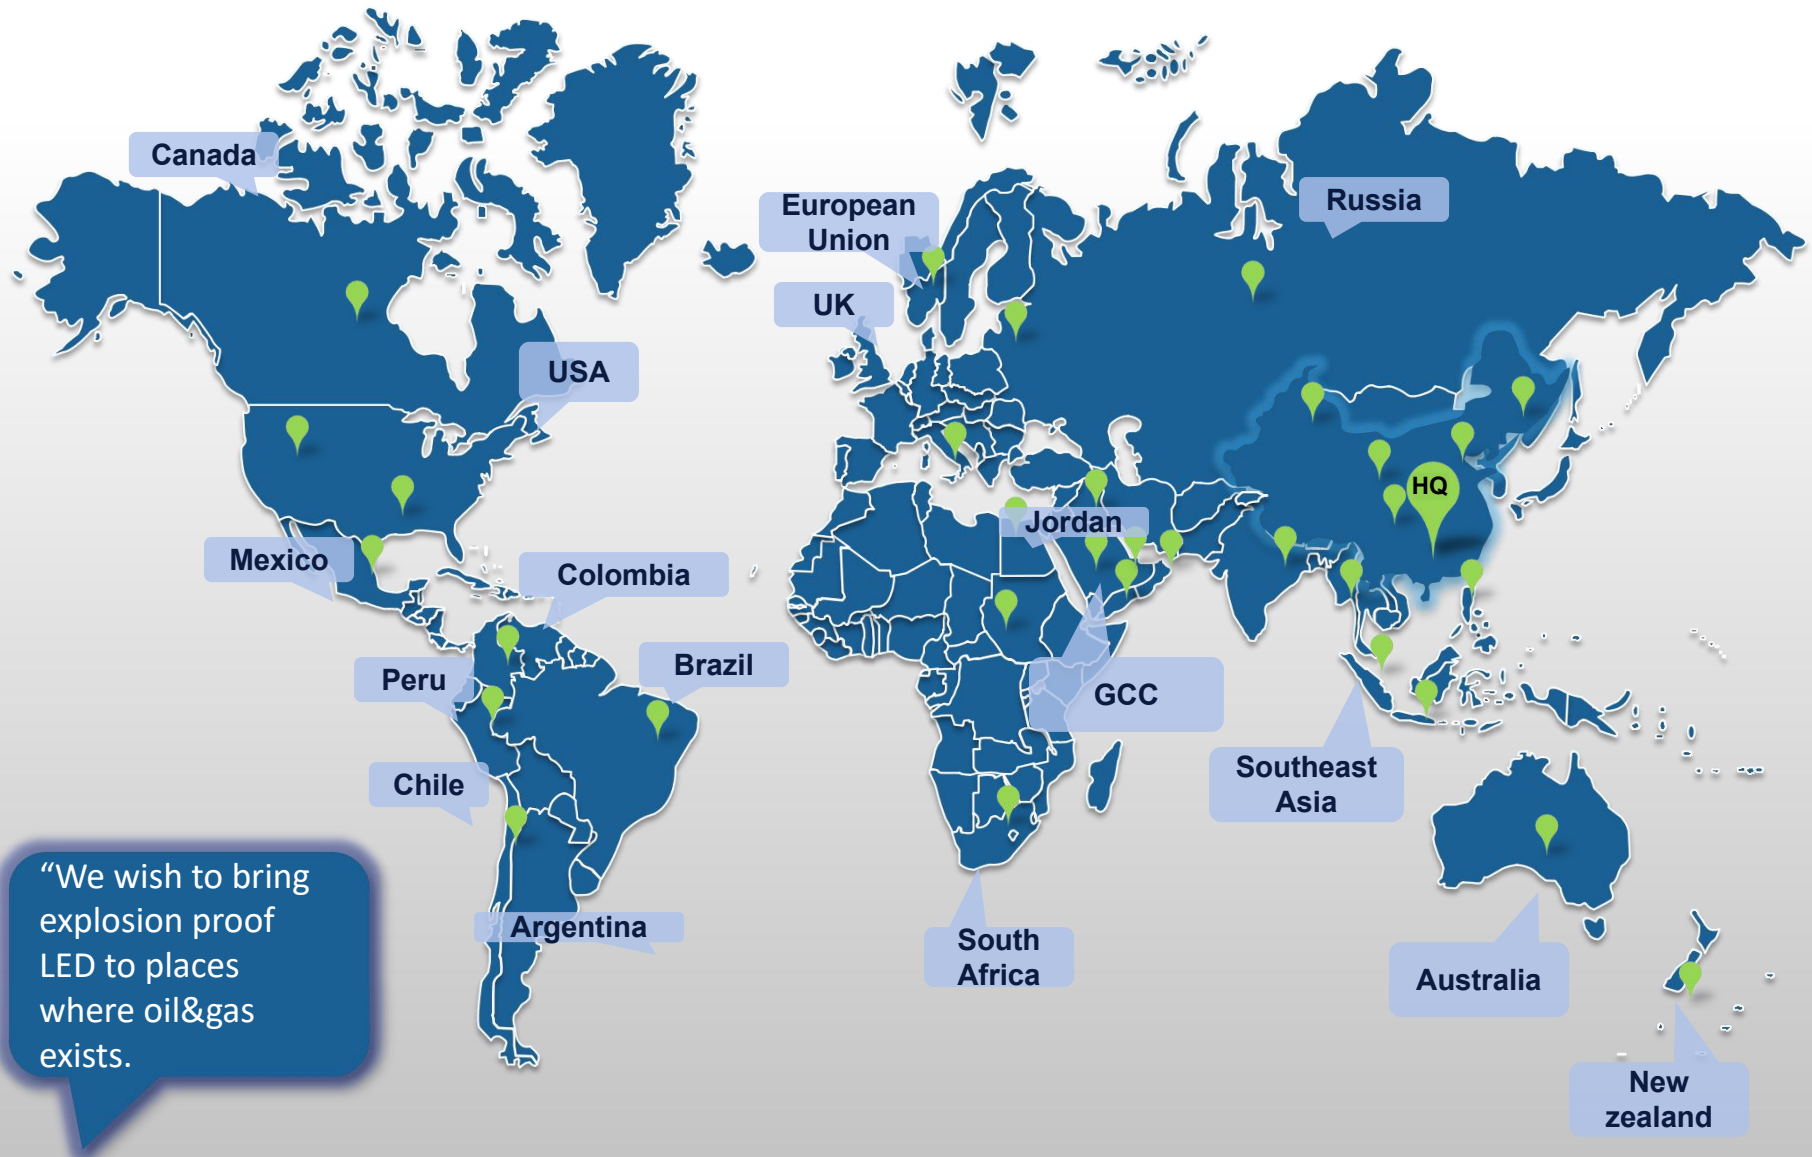 Canada
European
Union
Russia
UK
USA
HQ
Jordan
Mexico
Colombia
Brazil
Peru
GCC
Southeast
Asia
Chile
“We wish to bring
explosion proof
LED to places
where oil&gas
exists.
Argentina
South
Africa
Australia
New
zealand